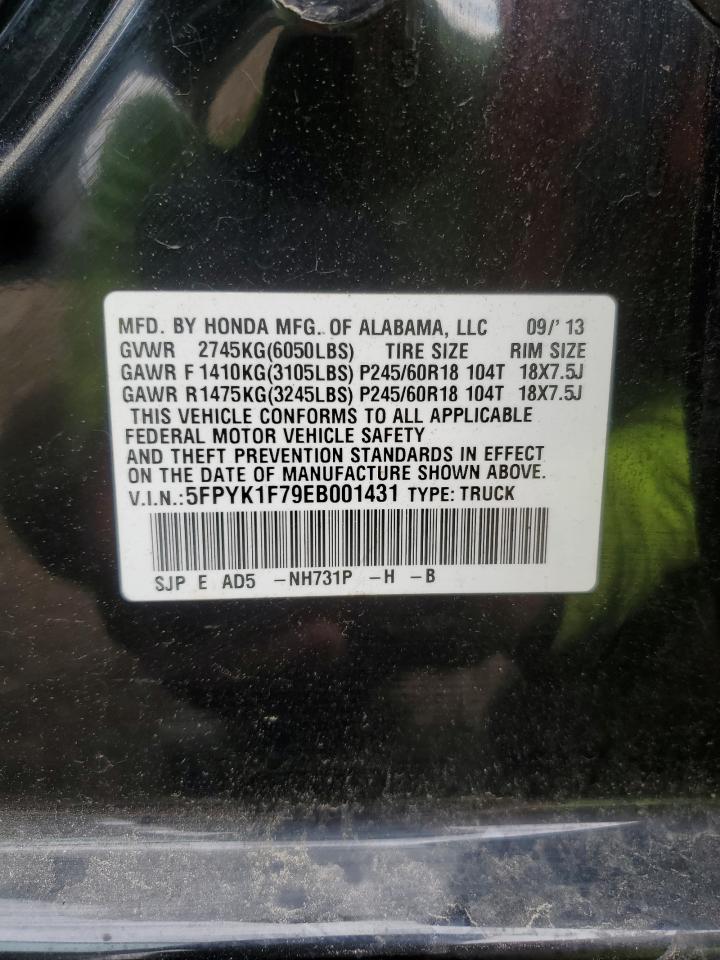 MFD. BY HONDA MFG. OF ALABAMA, LLC 09/'13
GVWR 2745KG(6050LBS) TIRE SIZE RIM SIZE
GAWR F 1410KG(3105LBS) P245/60R18 104T 18X7.5J
GAWR R1475KG(3245LBS) P245/60R18 104T 18X7.5J
THIS VEHICLE CONFORMS TO ALL APPLICABLE
FEDERAL MOTOR VEHICLE SAFETY
AND THEFT PREVENTION STANDARDS IN EFFECT
ON THE DATE OF MANUFACTURE SHOWN ABOVE.
V.I.N.: 5FPYK1F79EB001431 TYPE: TRUCK
SJP E AD5 -NH731P -H -B